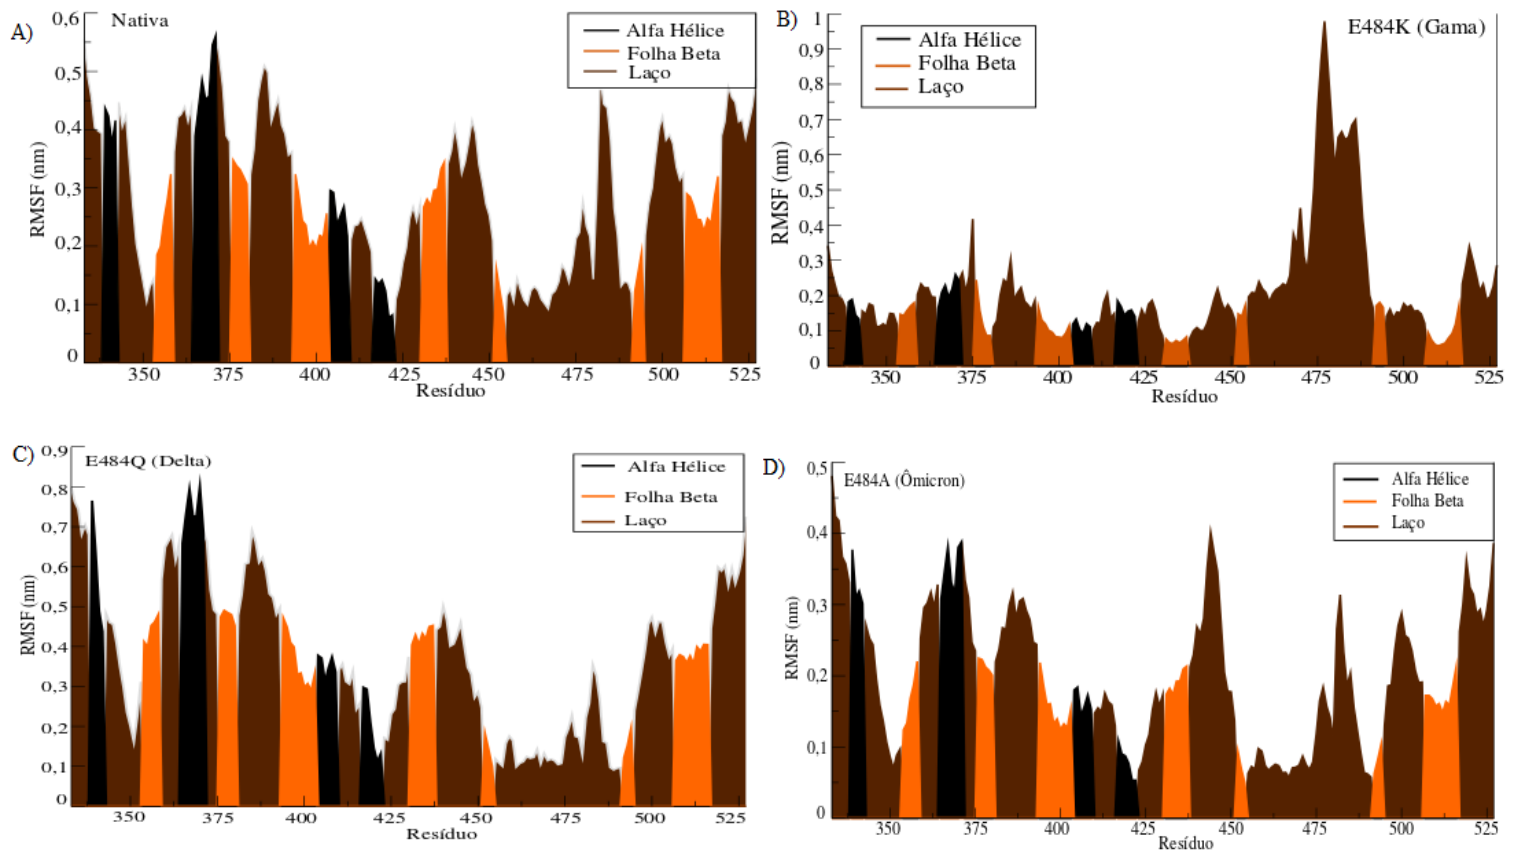 A)
Nativa
Alfa Hélice
Folha Beta
Laço
RMSF (nm)
0,6
0,5
0,4
0,3
0,2
0,1
0
350 375 400 425 450 475 500 525
Resíduo
B)
E484K (Gama)
Alfa Hélice
Folha Beta
Laço
RMSF (nm)
1
0,9
0,8
0,7
0,6
0,5
0,4
0,3
0,2
0,1
0
350 375 400 425 450 475 500 525
Resíduo
C)
E484Q (Delta)
Alfa Hélice
Folha Beta
Laço
RMSF (nm)
0,9
0,8
0,7
0,6
0,5
0,4
0,3
0,2
0,1
0
350 375 400 425 450 475 500 525
Resíduo
D)
E484A (Ômicron)
Alfa Hélice
Folha Beta
Laço
RMSF (nm)
0,5
0,4
0,3
0,2
0,1
0
350 375 400 425 450 475 500 525
Resíduo